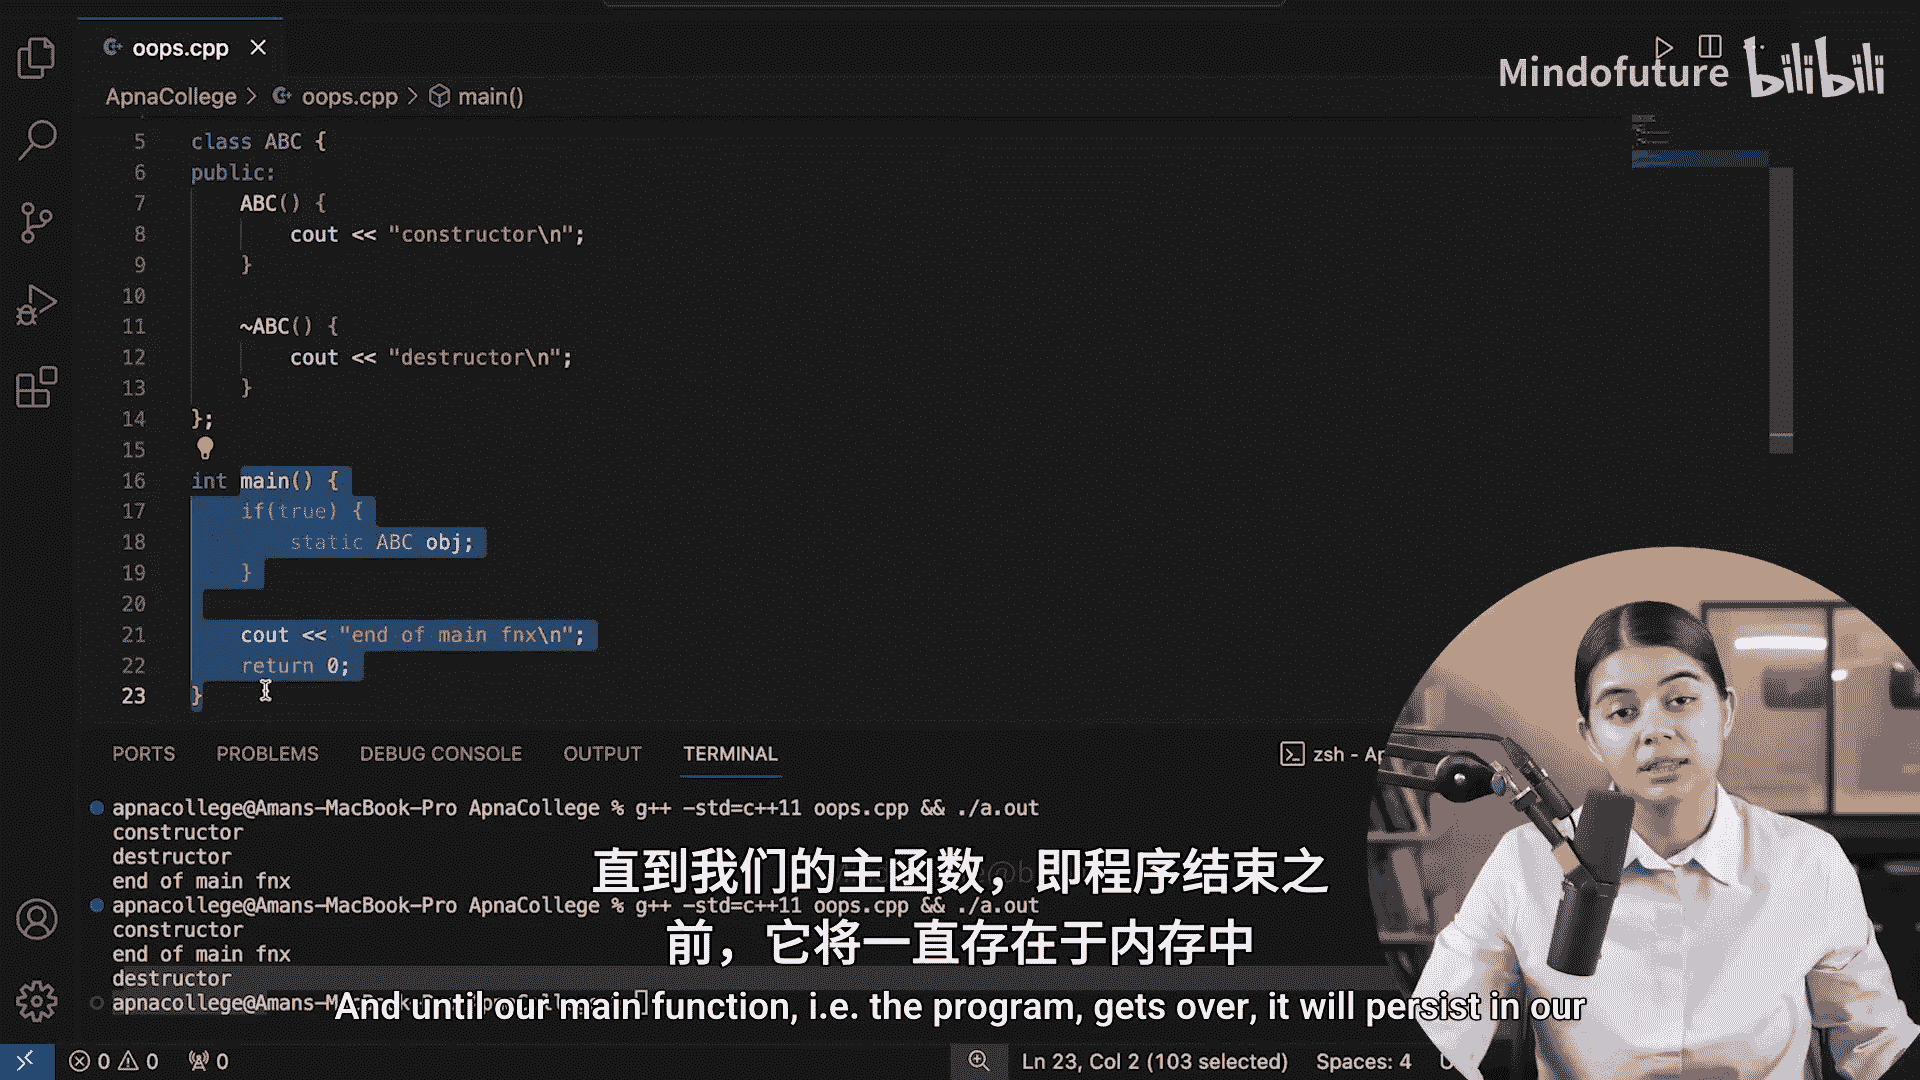 oops.cpp
Mindofuture bilibili
ApnaCollege > oops.cpp > main()
5 class ABC {
6 public:
7 ABC() {
8 cout << "constructor\n";
9 }
10
11 ~ABC() {
12 cout << "destructor\n";
13 }
14 };
15
16 int main() {
17 if(true) {
18 static ABC obj;
19 }
20
21 cout << "end of main fnx\n";
22 return 0;
23 }
PORTS PROBLEMS DEBUG CONSOLE OUTPUT TERMINAL zsh - Ap
apnacollege@Amans-MacBook-Pro ApnaCollege % g++ -std=c++11 oops.cpp && ./a.out
constructor
destructor
end of main fnx
apnacollege@Amans-MacBook-Pro ApnaCollege % g++ -std=c++11 oops.cpp && ./a.out
constructor
end of main fnx
destructor
直到我们的主函数，即程序结束之
前，它将一直存在于内存中
And until our main function, i.e. the program, gets over, it will persist in our
0 0 0 Ln 23, Col 2 (103 selected) Spaces: 4